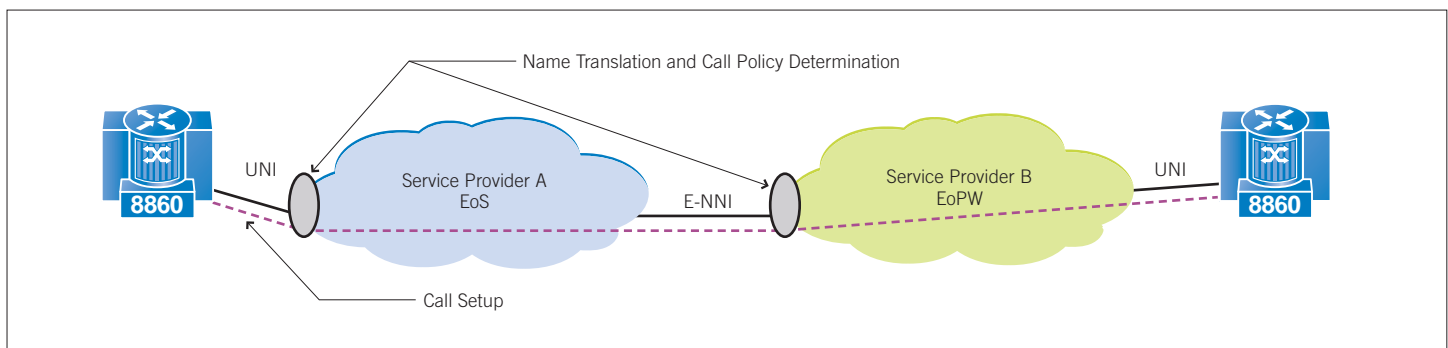 Name Translation and Call Policy Determination
UNI
8860
Service Provider A
EoS
E-NNI
Service Provider B
EoPW
UNI
8860
Call Setup